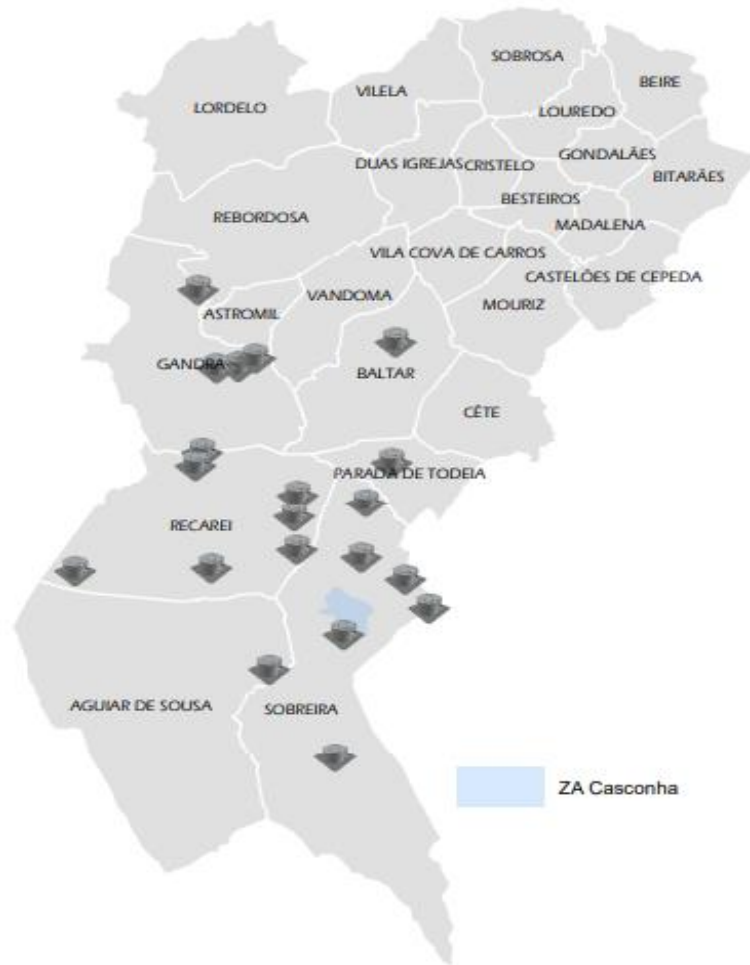 SOBROSA
BEIRE
VILELA
LORDELO
LOUREDO
GONDALÃES
DUAS IGREJAS
CRISTELO
BITARÃES
BESTEIROS
REBORDOSA
MADALENA
VILA COVA DE CARROS
CASTELÕES DE CEPEDA
VANDOMA
MOURIZ
ASTROMIL
GANDRA
BALTAR
CÊTE
PARADA DE TODEIA
RECAREI
AGUIAR DE SOUSA
SOBREIRA
ZA Casconha